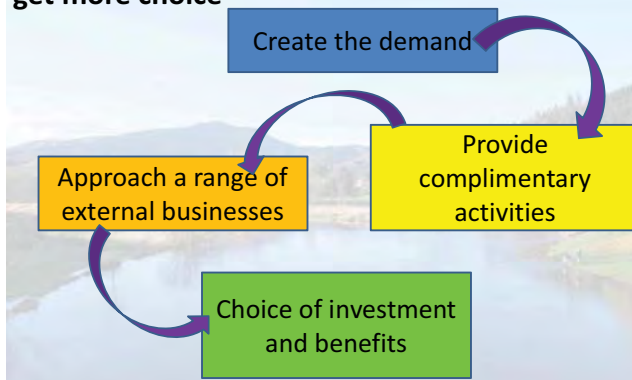 get more choice
Create the demand
Provide
complimentary
activities
Approach a range of
external businesses
Choice of investment
and benefits